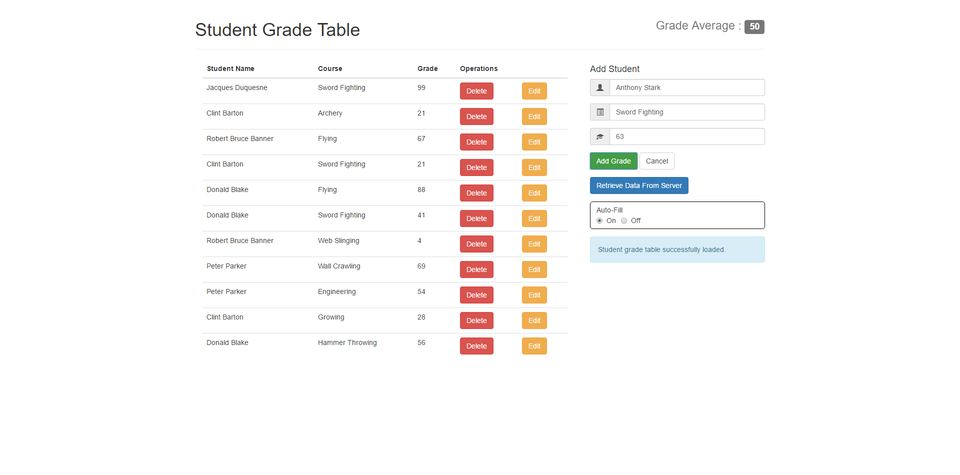 Student Grade Table
Grade Average : 50
Student Name Course Grade Operations
Jacques Duquesne Sword Fighting 99 Delete Edit
Clint Barton Archery 21 Delete Edit
Robert Bruce Banner Flying 67 Delete Edit
Clint Barton Sword Fighting 21 Delete Edit
Donald Blake Flying 88 Delete Edit
Donald Blake Sword Fighting 41 Delete Edit
Robert Bruce Banner Web Slinging 4 Delete Edit
Peter Parker Wall Crawling 69 Delete Edit
Peter Parker Engineering 54 Delete Edit
Clint Barton Growing 28 Delete Edit
Donald Blake Hammer Throwing 56 Delete Edit
Add Student
Anthony Stark
Sword Fighting
63
Add Grade Cancel
Retrieve Data From Server
Auto-Fill
On Off
Student grade table successfully loaded.